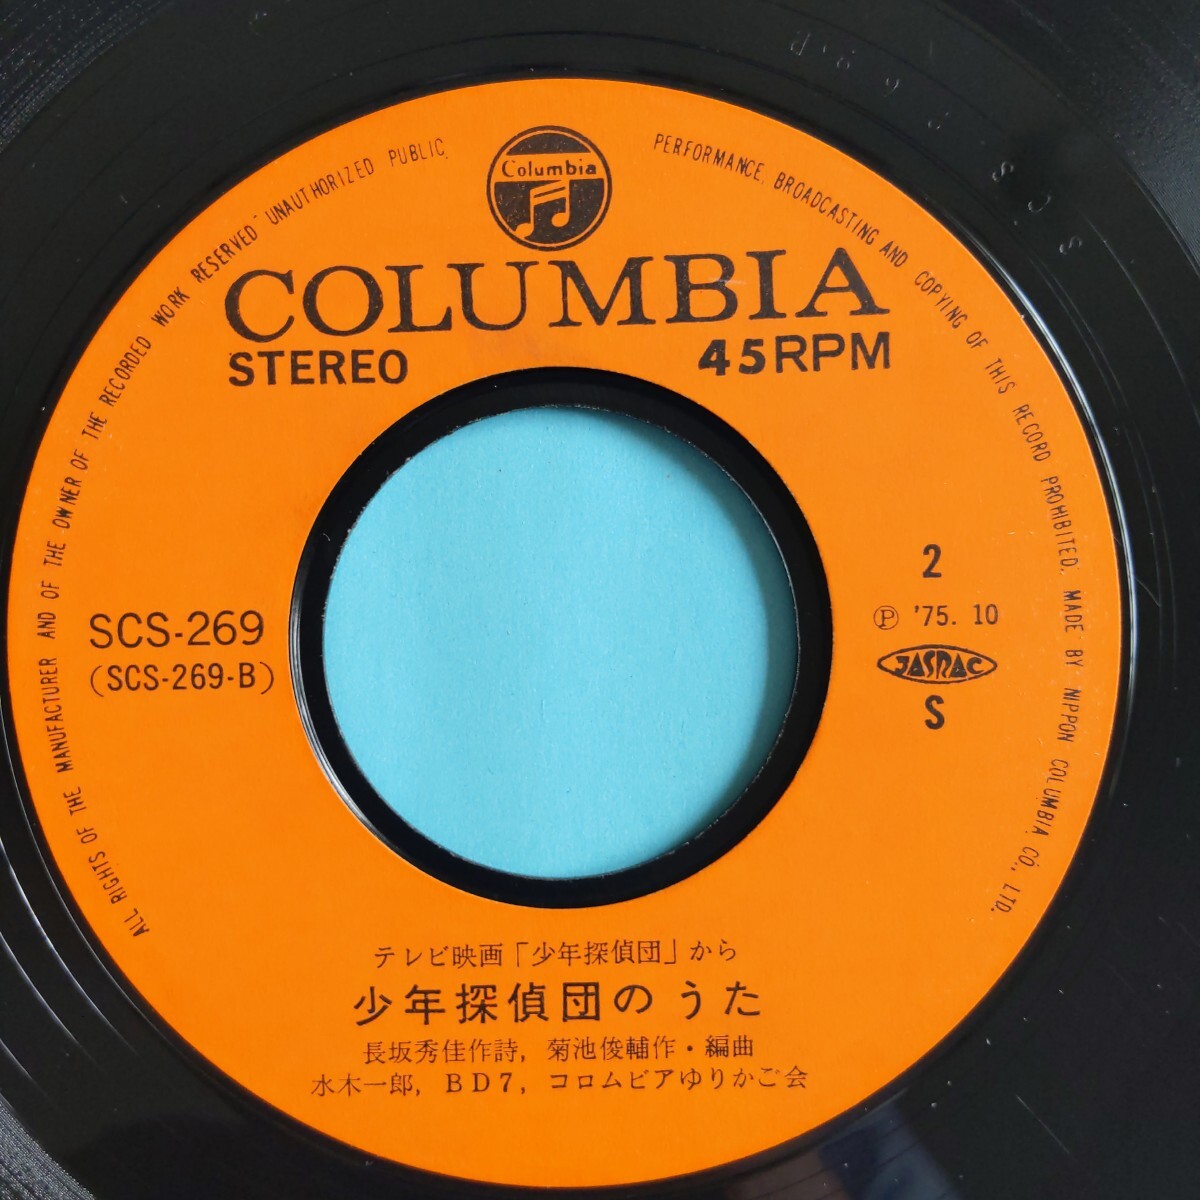 Columbia
COLUMBIA
STEREO 45RPM
ALL RIGHTS OF THE MANUFACTURER AND OF THE OWNER OF THE RECORDED WORK RESERVED UNAUTHORIZED PUBLIC PERFORMANCE. BROADCASTING AND COPYING OF THIS RECORD PROHIBITED. MADE BY NIPPON COLUMBIA CO., LTD.
SCS-269
(SCS-269-B)
2
Ⓟ '75. 10
JASRAC
S
テレビ映画「少年探偵団」から
少年探偵団のうた
長坂秀佳作詩, 菊池俊輔作・編曲
水木一郎, BD7, コロムビアゆりかご会